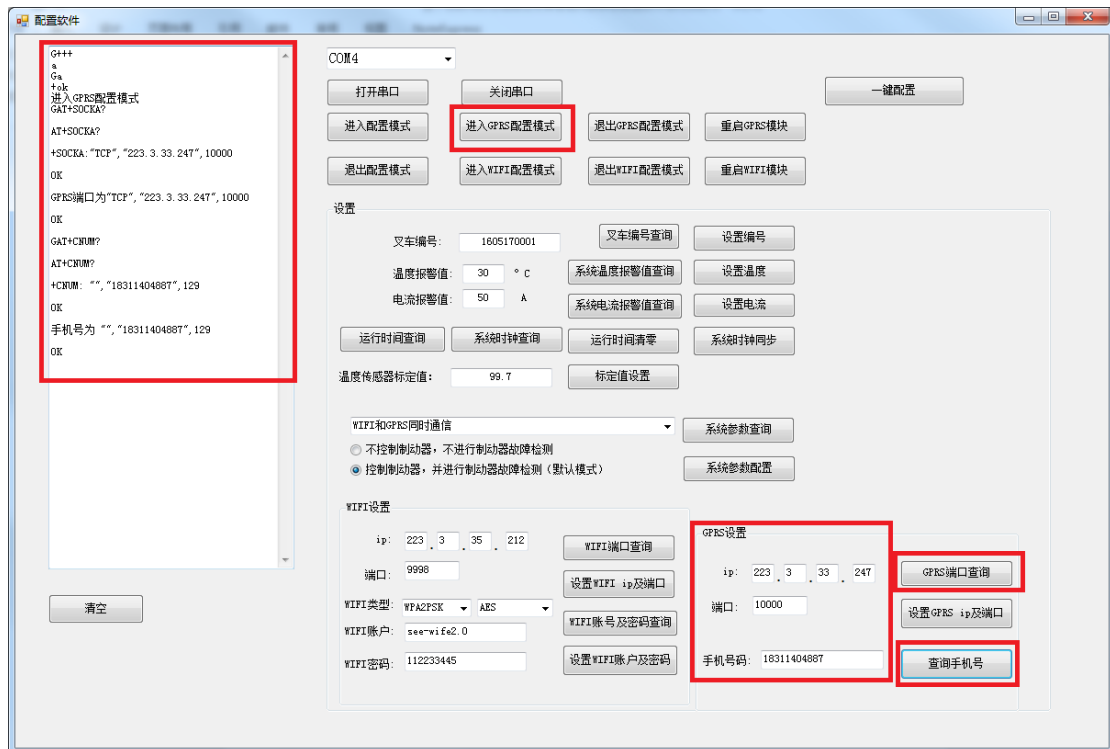 配置软件
G+++
a
Ga
+ok
进入GPRS配置模式
GAT+SOCKA?
AT+SOCKA?
+SOCKA:"TCP","223.3.33.247",10000
OK
GPRS端口为"TCP","223.3.33.247",10000
OK
GAT+CNUM?
AT+CNUM?
+CNUM: "","18311404887",129
OK
手机号为 "","18311404887",129
OK
清空
COM4
打开串口 关闭串口 一键配置
进入配置模式 进入GPRS配置模式 退出GPRS配置模式 重启GPRS模块
退出配置模式 进入WIFI配置模式 退出WIFI配置模式 重启WIFI模块
设置
叉车编号: 1605170001 叉车编号查询 设置编号
温度报警值: 30 °C 系统温度报警值查询 设置温度
电流报警值: 50 A 系统电流报警值查询 设置电流
运行时间查询 系统时钟查询 运行时间清零 系统时钟同步
温度传感器标定值: 99.7 标定值设置
WIFI和GPRS同时通信 系统参数查询
不控制制动器，不进行制动器故障检测
控制制动器，并进行制动器故障检测（默认模式） 系统参数配置
WIFI设置
ip: 223 . 3 . 35 . 212 WIFI端口查询
端口: 9998 设置WIFI ip及端口
WIFI类型: WPA2PSK AES
WIFI账户: see-wife2.0 WIFI账号及密码查询
WIFI密码: 112233445 设置WIFI账户及密码
GPRS设置
ip: 223 . 3 . 33 . 247 GPRS端口查询
端口: 10000 设置GPRS ip及端口
手机号码: 18311404887 查询手机号